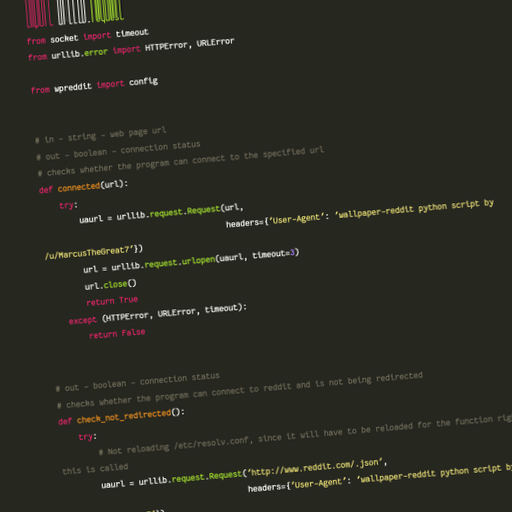 import urllib.request
from socket import timeout
from urllib.error import HTTPError, URLError
from wpreddit import config
# in - string - web page url
# out - boolean - connection status
# checks whether the program can connect to the specified url
def connected(url):
try:
uaurl = urllib.request.Request(url,
headers={'User-Agent': 'wallpaper-reddit python script by
/u/MarcusTheGreat7'})
url = urllib.request.urlopen(uaurl, timeout=3)
url.close()
return True
except (HTTPError, URLError, timeout):
return False
# out - boolean - connection status
# checks whether the program can connect to reddit and is not being redirected
def check_not_redirected():
try:
# Not reloading /etc/resolv.conf, since it will have to be reloaded for the function
this is called
uaurl = urllib.request.Request('http://www.reddit.com/.json',
headers={'User-Agent': 'wallpaper-reddit python script